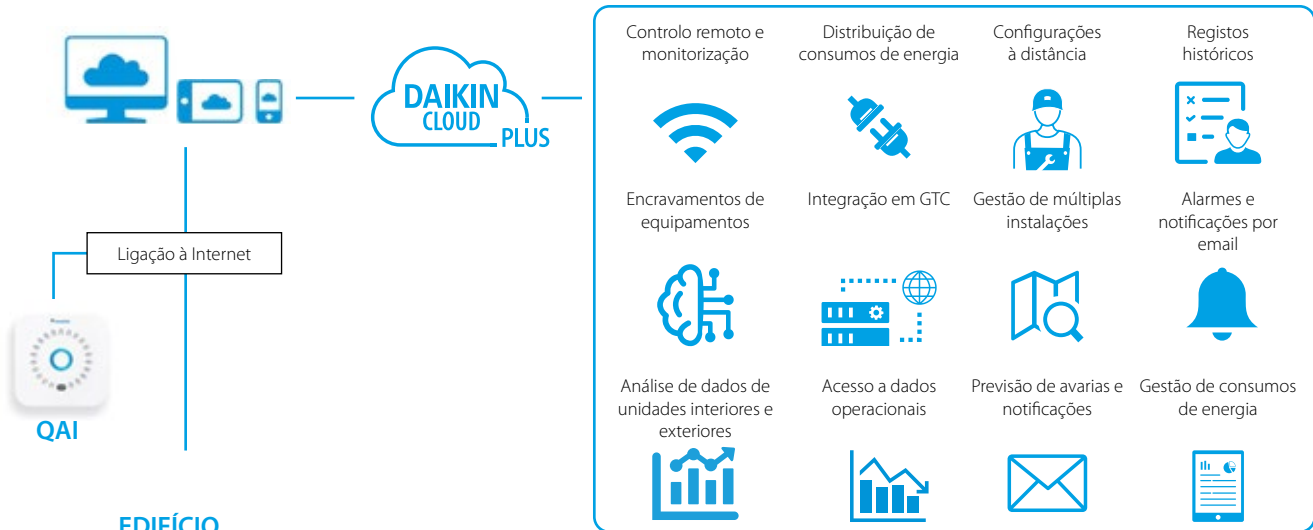 Controlo remoto e
monitorização
Distribuição de
consumos de energia
Configurações
à distância
Registos
históricos
DAIKIN
CLOUD
PLUS
Encravamentos de
equipamentos
Integração em GTC
Gestão de múltiplas
instalações
Alarmes e
notificações por
email
Ligação à Internet
QAI
Análise de dados de
unidades interiores e
exteriores
Acesso a dados
operacionais
Previsão de avarias e
notificações
Gestão de consumos
de energia
EDIFÍCIO